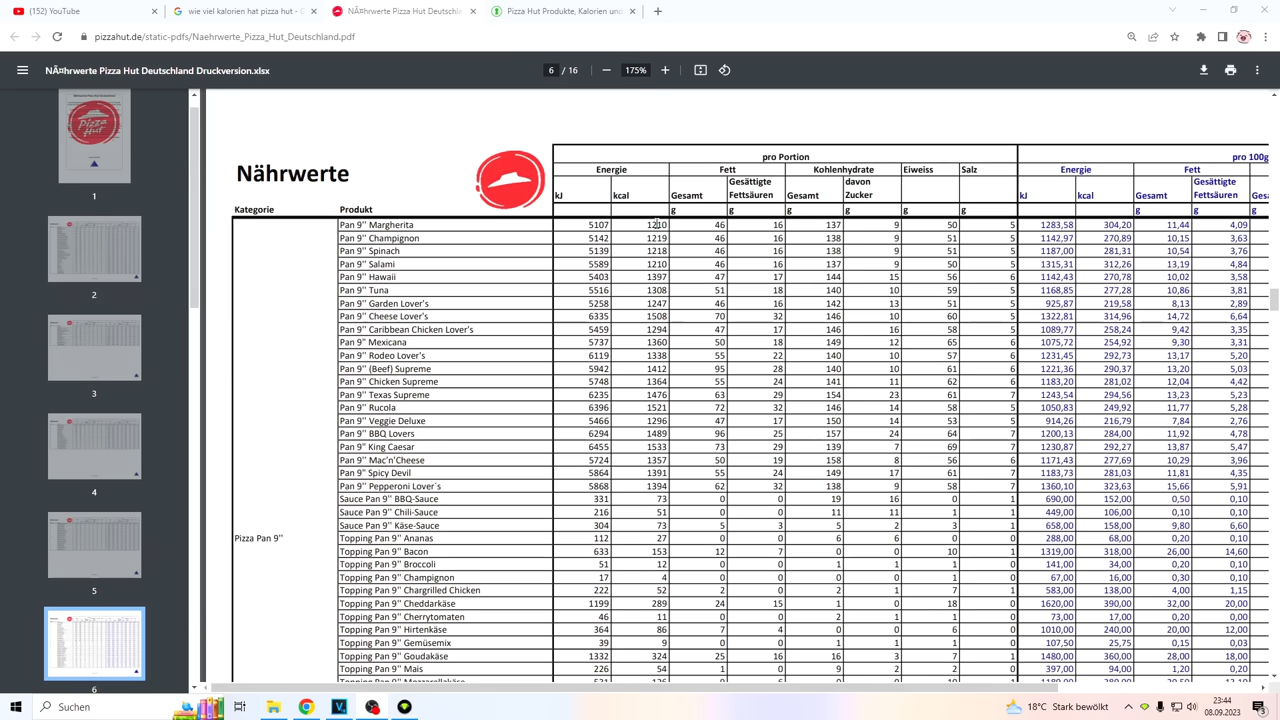 (152) YouTube
wie viel kalorien hat pizza hut - G
NÃ¤hrwerte Pizza Hut Deutschla
Pizza Hut Produkte, Kalorien un
pizzahut.de/static-pdfs/Naehrwerte_Pizza_Hut_Deutschland.pdf
NÃ¤hrwerte Pizza Hut Deutschland Druckversion.xlsx
6 / 16 175%
1
2
3
4
5
6
Pizza Hut
Nährwerte
pro Portion pro 100g
Energie Fett Kohlenhydrate Eiweiss Salz Energie Fett
kJ kcal Gesamt Gesättigte Fettsäuren Gesamt davon Zucker kJ kcal Gesamt Gesättigte Fettsäuren
Kategorie Produkt g g g g g g g g
Pan 9'' Margherita 5107 1210 46 16 137 9 50 5 1283,58 304,20 11,44 4,09
Pan 9'' Champignon 5142 1219 46 16 138 9 51 5 1142,97 270,89 10,15 3,63
Pan 9'' Spinach 5139 1218 46 16 138 9 51 5 1187,00 281,31 10,54 3,76
Pan 9'' Salami 5589 1210 46 16 137 9 50 5 1315,31 312,26 13,19 4,84
Pan 9'' Hawaii 5403 1397 47 17 144 15 56 6 1142,43 270,78 10,02 3,58
Pan 9'' Tuna 5516 1308 51 18 140 10 59 5 1168,85 277,28 10,86 3,81
Pan 9'' Garden Lover's 5258 1247 46 16 142 13 51 5 925,87 219,58 8,13 2,89
Pan 9'' Cheese Lover's 6335 1508 70 32 146 10 60 5 1322,81 314,96 14,72 6,64
Pan 9'' Caribbean Chicken Lover's 5459 1294 47 17 146 16 58 5 1089,77 258,24 9,42 3,35
Pan 9'' Mexicana 5737 1360 50 18 149 12 65 6 1075,72 254,92 9,30 3,31
Pan 9'' Rodeo Lover's 6119 1338 55 22 140 10 57 6 1231,45 292,73 13,17 5,20
Pan 9'' (Beef) Supreme 5942 1412 95 28 140 10 61 6 1221,36 290,37 13,20 5,03
Pan 9'' Chicken Supreme 5748 1364 55 24 141 11 62 6 1183,20 281,02 12,04 4,42
Pan 9'' Texas Supreme 6235 1476 63 29 154 23 61 7 1243,54 294,56 13,23 5,23
Pan 9'' Rucola 6396 1521 72 32 146 14 58 5 1050,83 249,92 11,77 5,28
Pan 9'' Veggie Deluxe 5466 1296 47 17 150 14 53 5 914,26 216,79 7,84 2,76
Pan 9'' BBQ Lovers 6294 1489 96 25 157 24 64 7 1200,13 284,00 11,92 4,78
Pan 9'' King Caesar 6455 1533 73 29 139 7 69 7 1230,87 292,27 13,87 5,47
Pan 9'' Mac'n'Cheese 5724 1357 50 19 158 8 56 6 1171,43 277,69 10,29 3,96
Pan 9'' Spicy Devil 5864 1391 55 24 149 17 61 7 1173,53 278,31 11,81 4,35
Pan 9'' Pepperoni Lover´s 5868 1394 62 32 138 9 58 7 1360,10 323,63 15,66 5,91
Sauce Pan 9'' BBQ-Sauce 331 73 0 0 19 16 0 1 690,00 152,00 0,50 0,10
Sauce Pan 9'' Chili-Sauce 216 51 0 0 11 11 1 1 449,00 106,00 0,10 0,10
Sauce Pan 9'' Käse-Sauce 304 73 5 3 5 2 3 1 658,00 158,00 9,80 6,60
Pizza Pan 9'' Topping Pan 9'' Ananas 112 27 0 0 6 6 0 0 288,00 68,00 0,20 0,10
Topping Pan 9'' Bacon 633 153 12 7 0 0 10 1 1319,00 318,00 26,00 14,60
Topping Pan 9'' Broccoli 51 12 0 0 1 1 1 0 141,00 34,00 0,20 0,10
Topping Pan 9'' Champignon 17 4 0 0 0 0 1 0 67,00 16,00 0,30 0,10
Topping Pan 9'' Chargrilled Chicken 222 52 2 0 2 1 7 1 583,00 138,00 4,00 1,15
Topping Pan 9'' Cheddarkäse 1199 289 24 15 1 0 18 0 1620,00 390,00 32,00 20,00
Topping Pan 9'' Cherrytomaten 46 11 0 0 2 1 0 0 73,00 17,00 0,20 0,00
Topping Pan 9'' Hirtenkäse 364 86 7 4 0 0 6 0 1010,00 240,00 20,00 12,00
Topping Pan 9'' Gemüsemix 39 9 0 0 1 1 1 0 107,50 25,75 0,15 0,03
Topping Pan 9'' Goudakäse 1332 324 25 16 16 3 7 1 1480,00 360,00 28,00 18,00
Topping Pan 9'' Mais 226 54 1 0 9 2 2 0 397,00 94,00 1,20 0,20
Suchen
18°C Stark bewölkt
23:44
08.09.2023
3